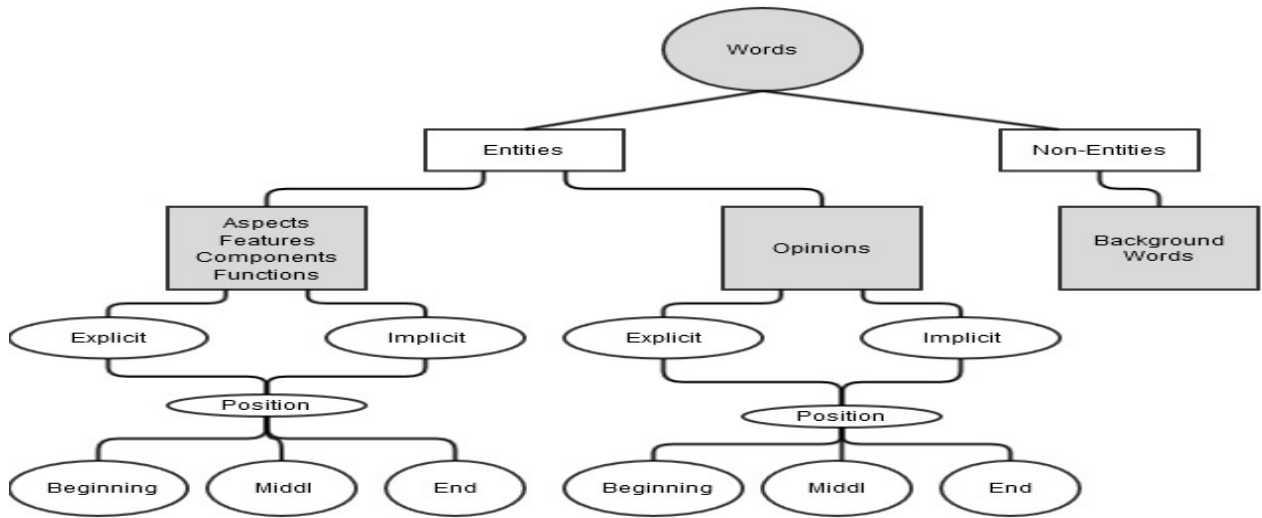 Words
Entities
Non-Entities
Aspects
Features
Components
Functions
Opinions
Background
Words
Explicit
Implicit
Explicit
Implicit
Position
Position
Beginning
Middl
End
Beginning
Middl
End